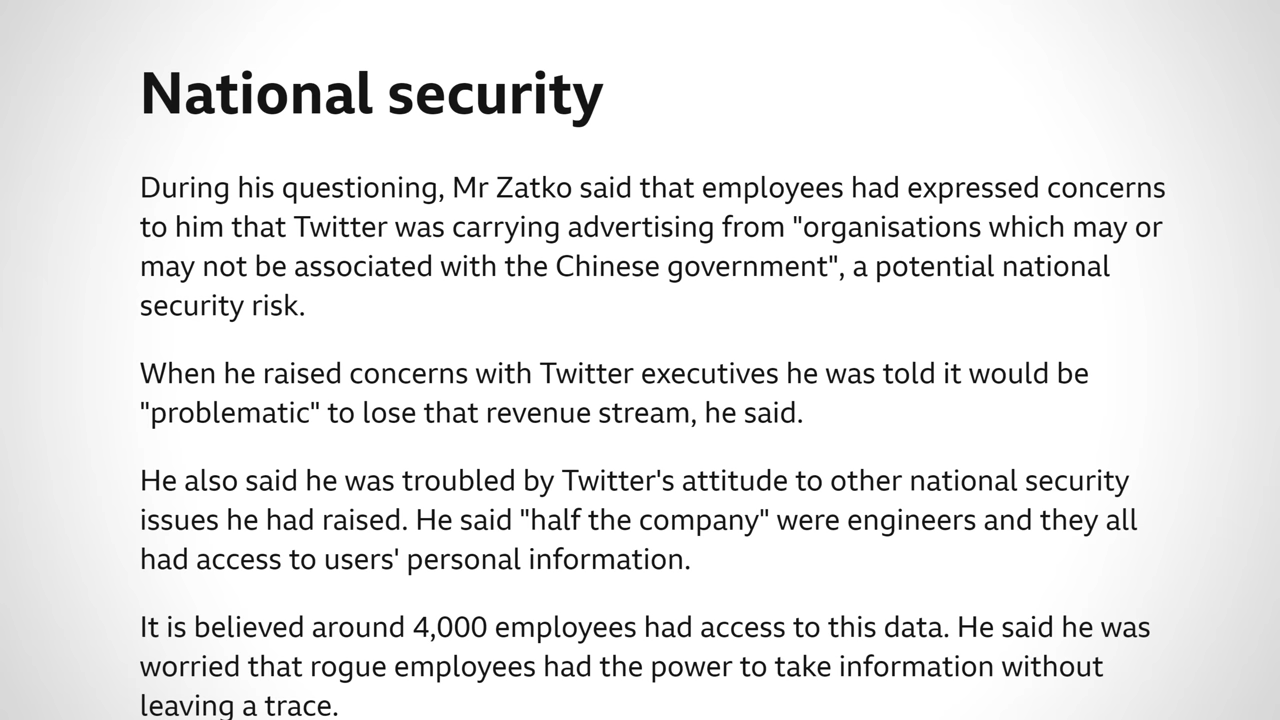 National security
During his questioning, Mr Zatko said that employees had expressed concerns
to him that Twitter was carrying advertising from "organisations which may or
may not be associated with the Chinese government", a potential national
security risk.
When he raised concerns with Twitter executives he was told it would be
"problematic" to lose that revenue stream, he said.
He also said he was troubled by Twitter's attitude to other national security
issues he had raised. He said "half the company" were engineers and they all
had access to users' personal information.
It is believed around 4,000 employees had access to this data. He said he was
worried that rogue employees had the power to take information without
leaving a trace.